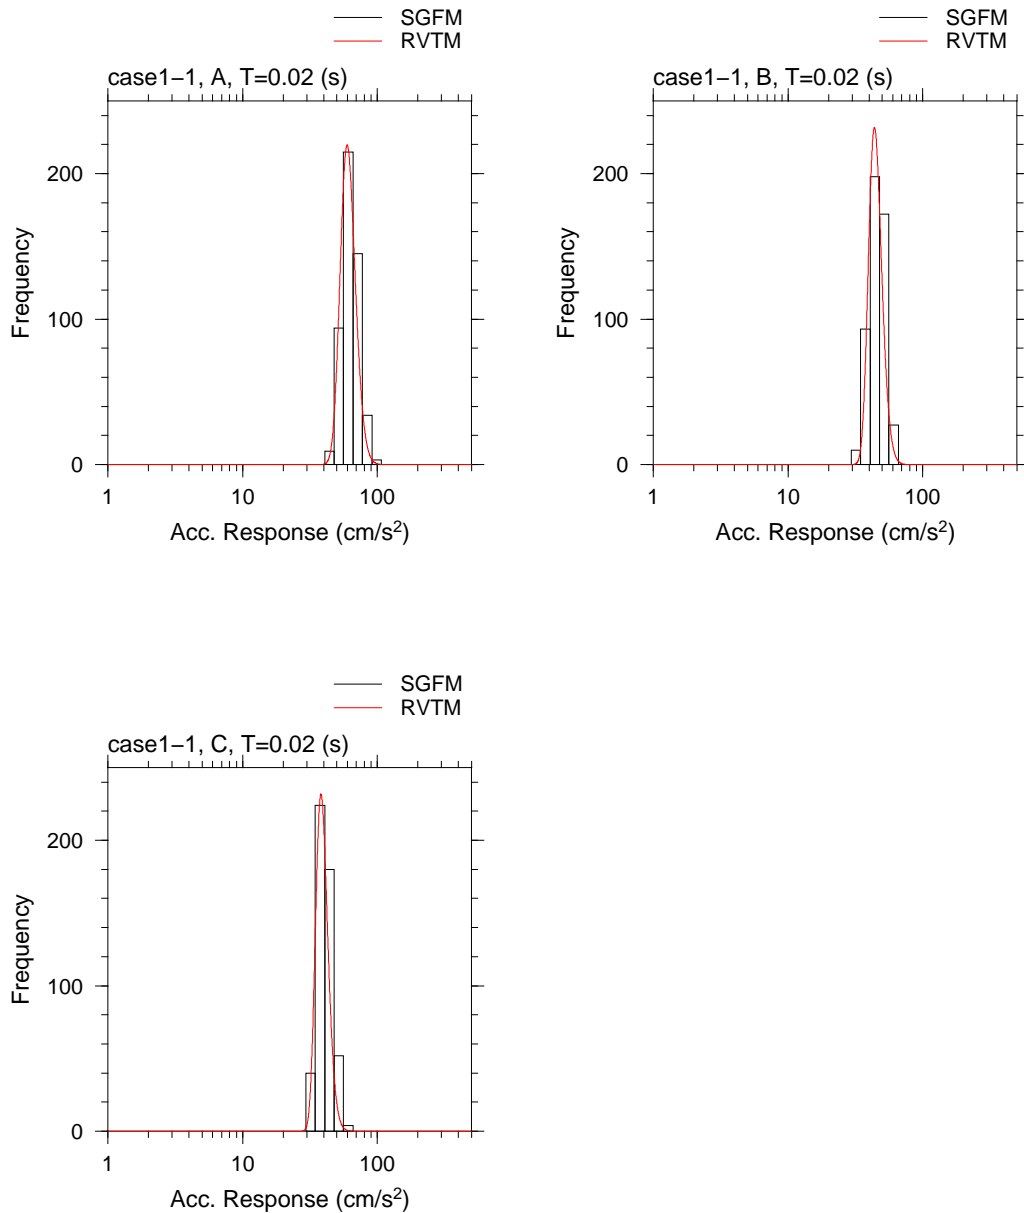 SGFM
RVTM
case1−1, A, T=0.02 (s)
200
100
0
Frequency
1 10 100
Acc. Response (cm/s²)
SGFM
RVTM
case1−1, B, T=0.02 (s)
200
100
0
Frequency
1 10 100
Acc. Response (cm/s²)
SGFM
RVTM
case1−1, C, T=0.02 (s)
200
100
0
Frequency
1 10 100
Acc. Response (cm/s²)